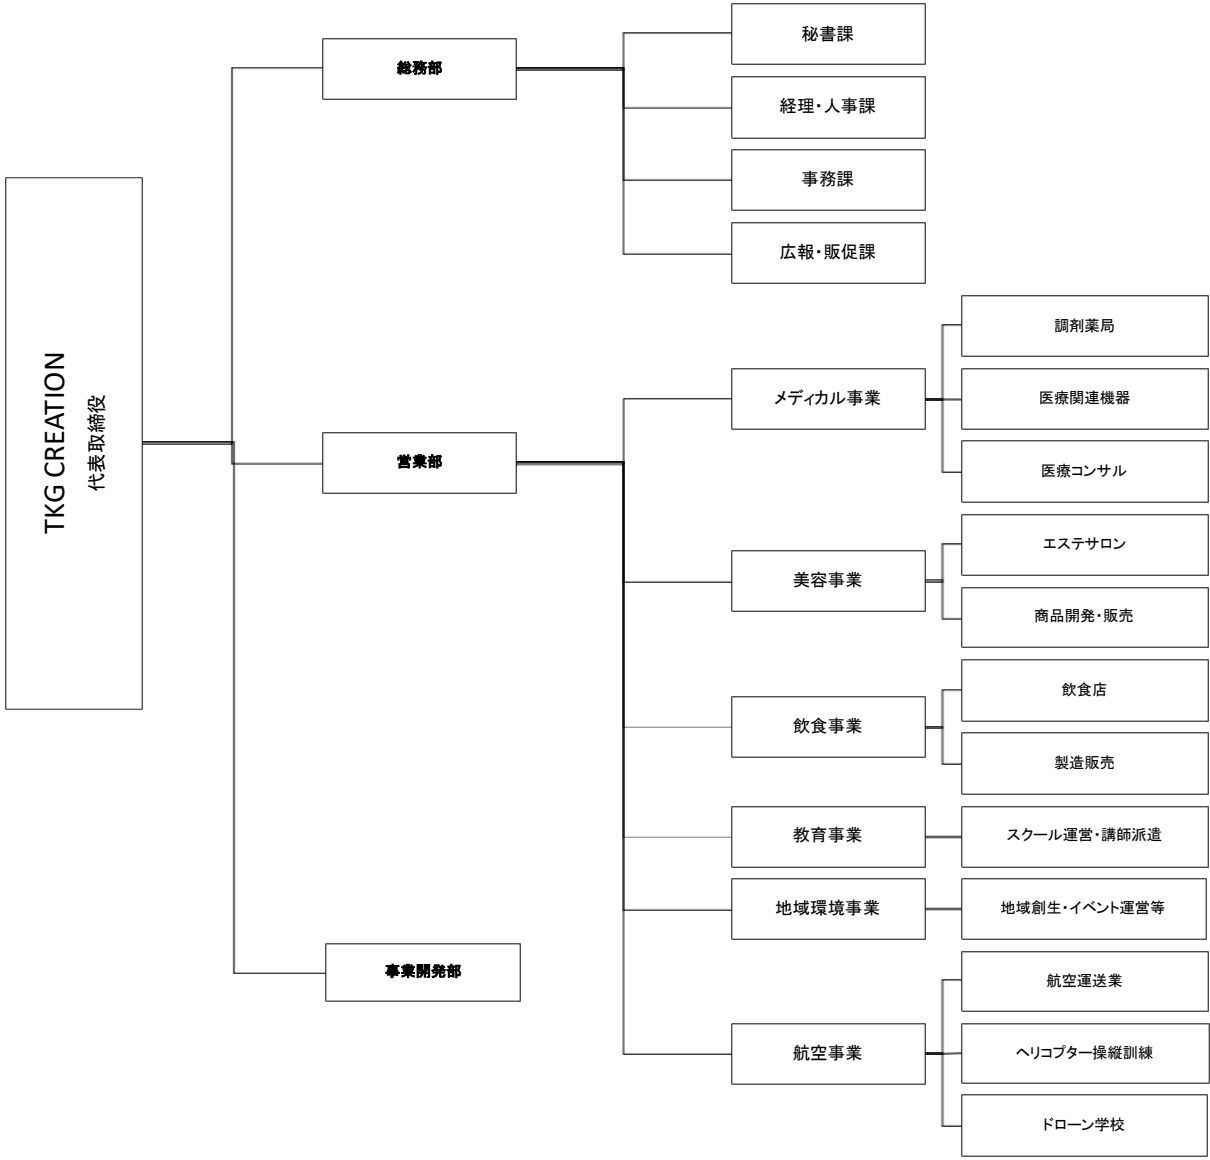 TKG CREATION
代表取締役
総務部
秘書課
経理・人事課
事務課
広報・販促課
営業部
メディカル事業
調剤薬局
医療関連機器
医療コンサル
美容事業
エステサロン
商品開発・販売
飲食事業
飲食店
製造販売
教育事業
スクール運営・講師派遣
地域環境事業
地域創生・イベント運営等
航空事業
航空運送業
ヘリコプター操縦訓練
ドローン学校
事業開発部